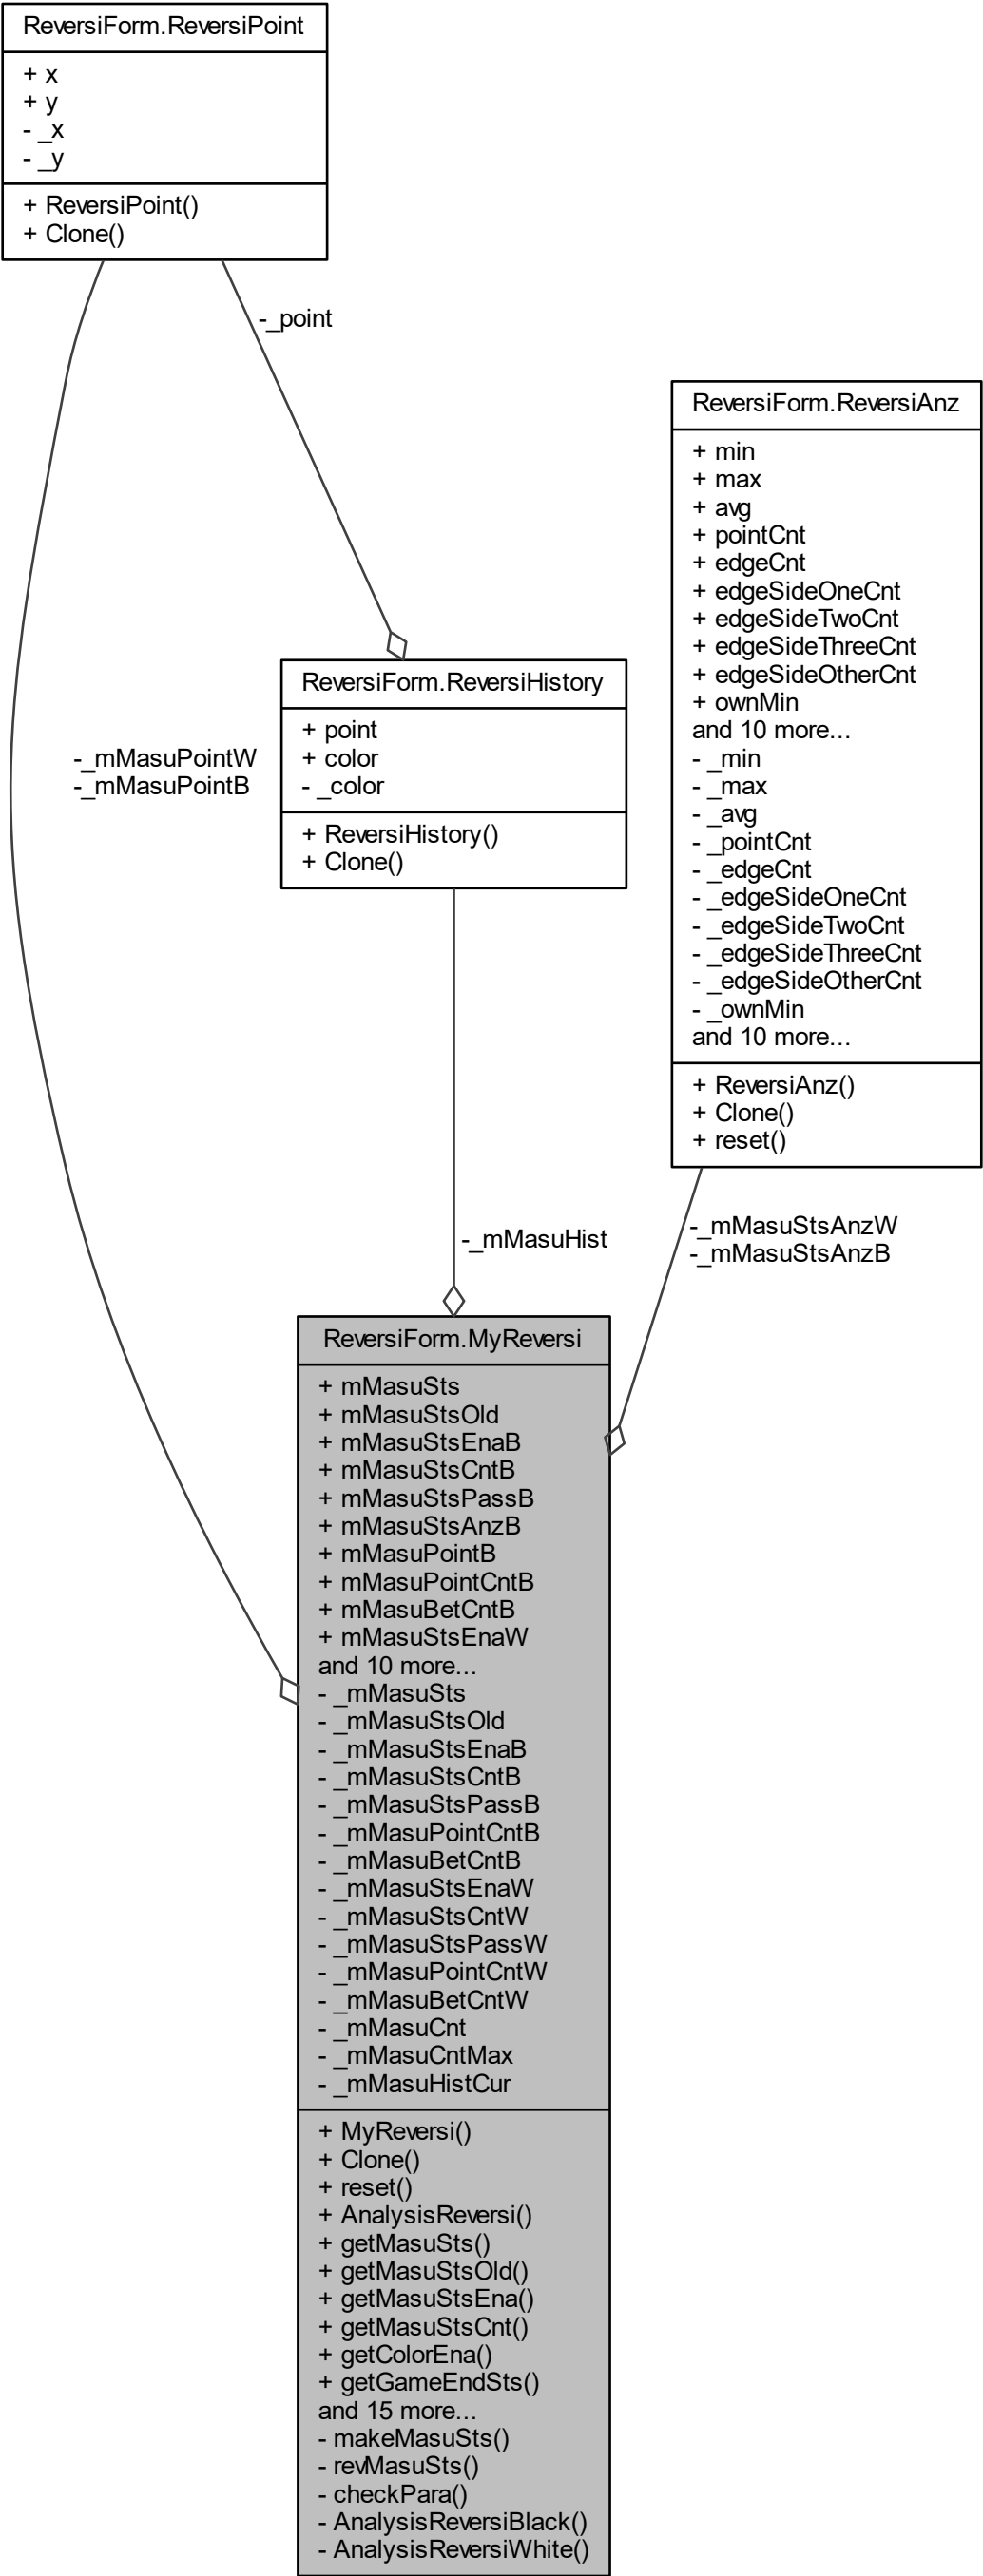 ReversiForm.ReversiPoint
+ x
+ y
- _x
- _y
+ ReversiPoint()
+ Clone()
-_point
ReversiForm.ReversiAnz
+ min
+ max
+ avg
+ pointCnt
+ edgeCnt
+ edgeSideOneCnt
+ edgeSideTwoCnt
+ edgeSideThreeCnt
+ edgeSideOtherCnt
+ ownMin
and 10 more...
- _min
- _max
- _avg
- _pointCnt
- _edgeCnt
- _edgeSideOneCnt
- _edgeSideTwoCnt
- _edgeSideThreeCnt
- _edgeSideOtherCnt
- _ownMin
and 10 more...
+ ReversiAnz()
+ Clone()
+ reset()
ReversiForm.ReversiHistory
+ point
+ color
- _color
+ ReversiHistory()
+ Clone()
-_mMasuPointW
-_mMasuPointB
-_mMasuHist
-_mMasuStsAnzW
-_mMasuStsAnzB
ReversiForm.MyReversi
+ mMasuSts
+ mMasuStsOld
+ mMasuStsEnaB
+ mMasuStsCntB
+ mMasuStsPassB
+ mMasuStsAnzB
+ mMasuPointB
+ mMasuPointCntB
+ mMasuBetCntB
+ mMasuStsEnaW
and 10 more...
- _mMasuSts
- _mMasuStsOld
- _mMasuStsEnaB
- _mMasuStsCntB
- _mMasuStsPassB
- _mMasuPointCntB
- _mMasuBetCntB
- _mMasuStsEnaW
- _mMasuStsCntW
- _mMasuStsPassW
- _mMasuPointCntW
- _mMasuBetCntW
- _mMasuCnt
- _mMasuCntMax
- _mMasuHistCur
+ MyReversi()
+ Clone()
+ reset()
+ AnalysisReversi()
+ getMasuSts()
+ getMasuStsOld()
+ getMasuStsEna()
+ getMasuStsCnt()
+ getColorEna()
+ getGameEndSts()
and 15 more...
- makeMasuSts()
- revMasuSts()
- checkPara()
- AnalysisReversiBlack()
- AnalysisReversiWhite()